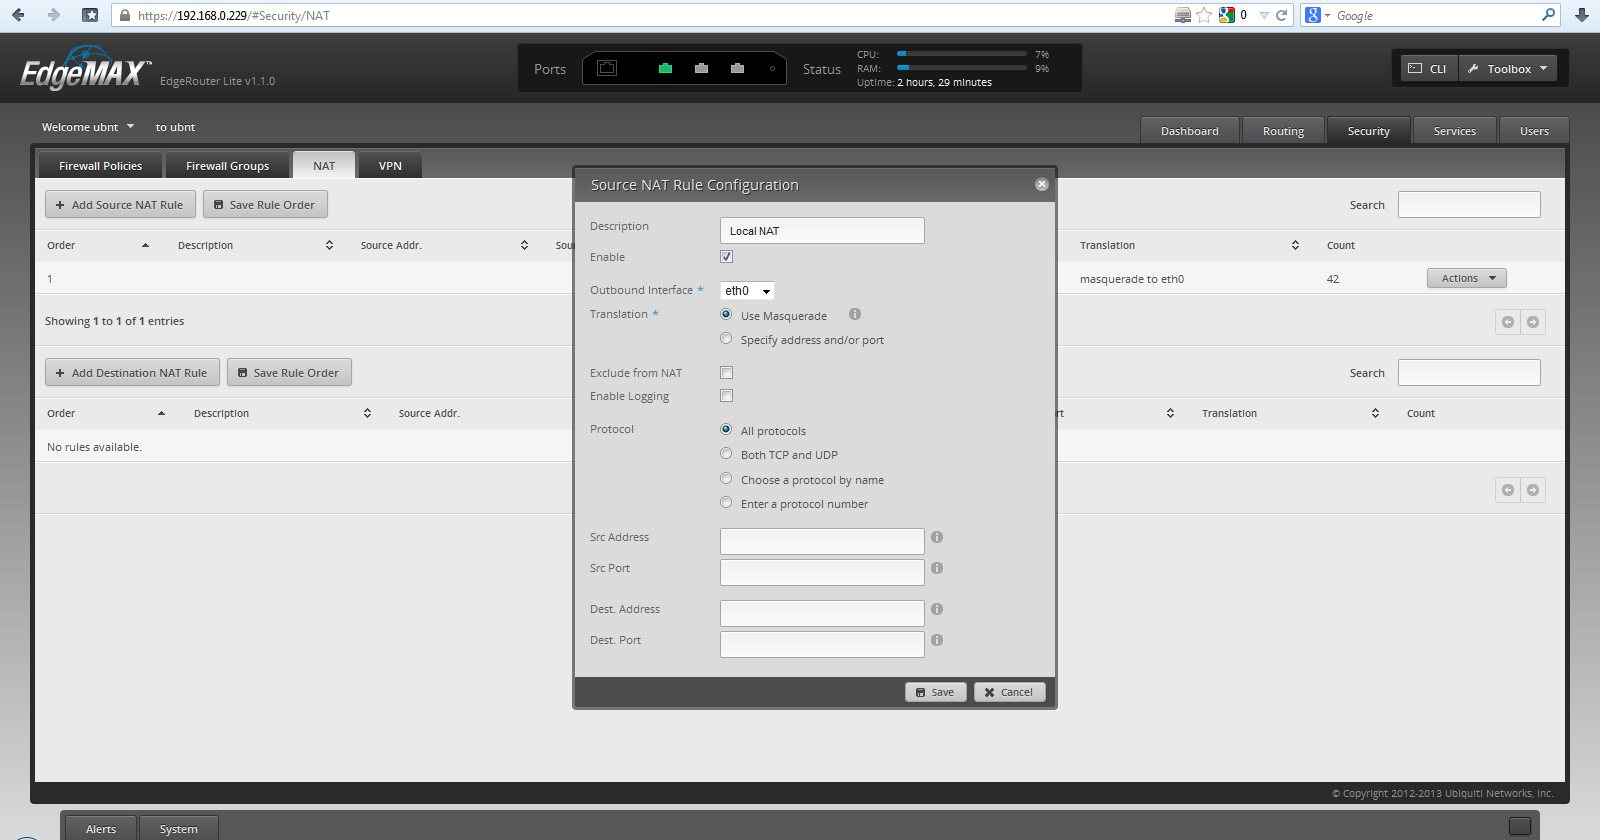 https://192.168.0.229/#Security/NAT 0 Google
EdgeMAX™ EdgeRouter Lite v1.1.0
Ports Status CPU: 7%
RAM: 9%
Uptime: 2 hours, 29 minutes
CLI Toolbox
Welcome ubnt to ubnt
Dashboard Routing Security Services Users
Firewall Policies Firewall Groups NAT VPN
Source NAT Rule Configuration
+ Add Source NAT Rule Save Rule Order
Search
Order Description Source Addr. Sou
Translation Count
1
masquerade to eth0 42 Actions
Showing 1 to 1 of 1 entries
+ Add Destination NAT Rule Save Rule Order
Search
Order Description Source Addr.
rt Translation Count
No rules available.
Description Local NAT
Enable
Outbound Interface * eth0
Translation * Use Masquerade
Specify address and/or port
Exclude from NAT
Enable Logging
Protocol All protocols
Both TCP and UDP
Choose a protocol by name
Enter a protocol number
Src Address
Src Port
Dest. Address
Dest. Port
Save Cancel
© Copyright 2012-2013 Ubiquiti Networks, Inc.
Alerts System